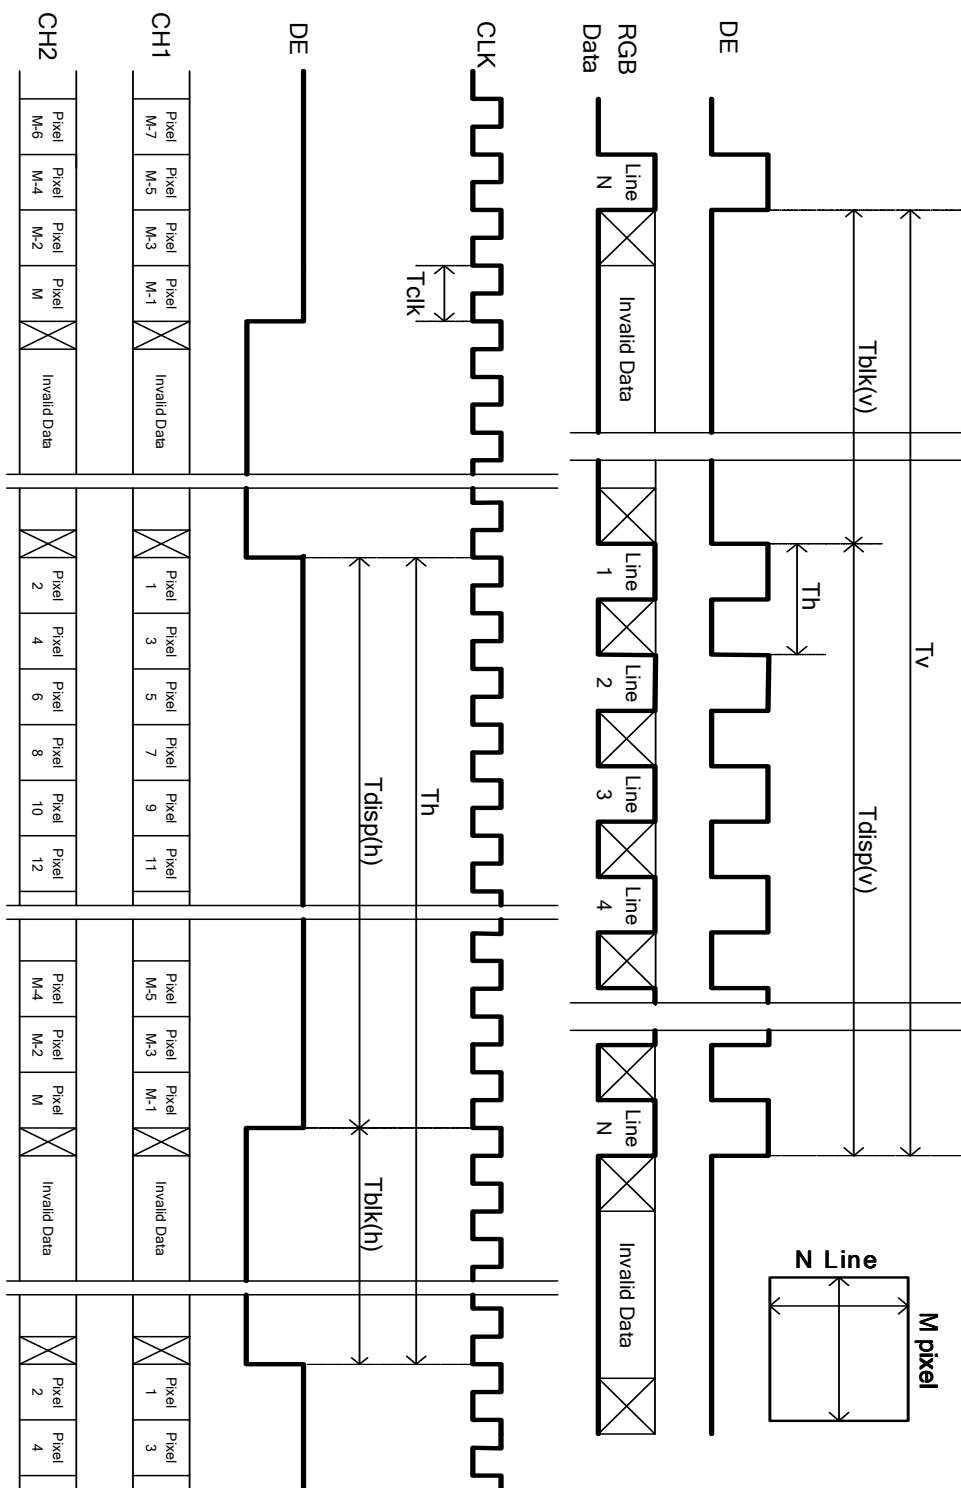 Tv
M pixel
Tblk(v)
Tdisp(v)
N Line
Th
DE
RGB
Data
Line
N
Invalid Data
Line
1
Line
2
Line
3
Line
4
Line
N
Invalid Data
CLK
Tclk
Th
Tdisp(h)
Tblk(h)
DE
CH1
Pixel
M-7
Pixel
M-5
Pixel
M-3
Pixel
M-1
Invalid Data
Pixel
1
Pixel
3
Pixel
5
Pixel
7
Pixel
9
Pixel
11
Pixel
M-5
Pixel
M-3
Pixel
M-1
Invalid Data
Pixel
1
Pixel
3
CH2
Pixel
M-6
Pixel
M-4
Pixel
M-2
Pixel
M
Invalid Data
Pixel
2
Pixel
4
Pixel
6
Pixel
8
Pixel
10
Pixel
12
Pixel
M-4
Pixel
M-2
Pixel
M
Invalid Data
Pixel
2
Pixel
4